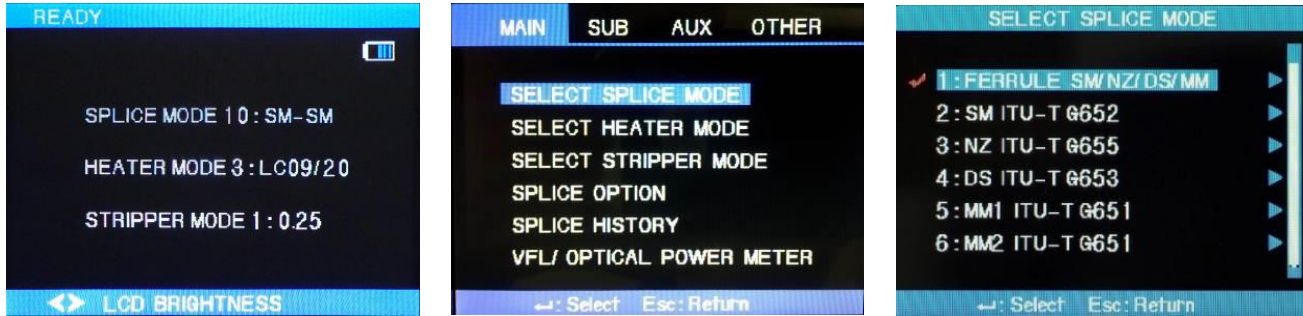 READY
SPLICE MODE 10:SM-SM
HEATER MODE 3:LC09/20
STRIPPER MODE 1:0.25
<> LCD BRIGHTNESS
MAIN SUB AUX OTHER
SELECT SPLICE MODE
SELECT HEATER MODE
SELECT STRIPPER MODE
SPLICE OPTION
SPLICE HISTORY
VFL/ OPTICAL POWER METER
↵: Select Esc: Return
SELECT SPLICE MODE
1:FERRULE SM/NZ/DS/MM
2:SM ITU-T G652
3:NZ ITU-T G655
4:DS ITU-T G653
5:MM1 ITU-T G651
6:MM2 ITU-T G651
↵: Select Esc: Return